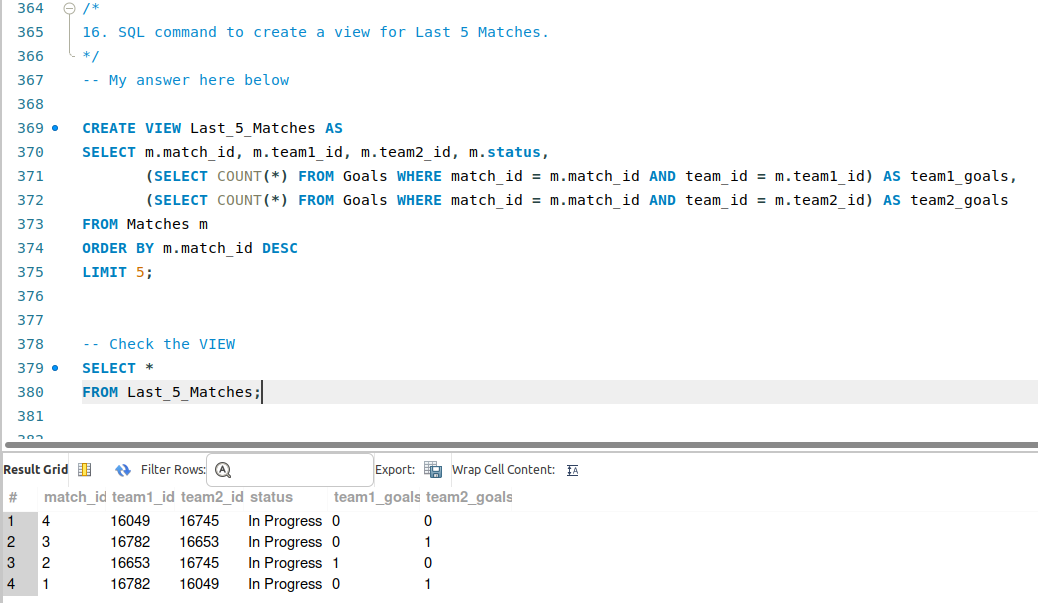 364 /*
365 16. SQL command to create a view for Last 5 Matches.
366 */
367 -- My answer here below
368
369 CREATE VIEW Last_5_Matches AS
370 SELECT m.match_id, m.team1_id, m.team2_id, m.status,
371 (SELECT COUNT(*) FROM Goals WHERE match_id = m.match_id AND team_id = m.team1_id) AS team1_goals,
372 (SELECT COUNT(*) FROM Goals WHERE match_id = m.match_id AND team_id = m.team2_id) AS team2_goals
373 FROM Matches m
374 ORDER BY m.match_id DESC
375 LIMIT 5;
376
377
378 -- Check the VIEW
379 SELECT *
380 FROM Last_5_Matches;
381
382
Result Grid Filter Rows: Export: Wrap Cell Content:
# match_id team1_id team2_id status team1_goals team2_goals
1 4 16049 16745 In Progress 0 0
2 3 16782 16653 In Progress 0 1
3 2 16653 16745 In Progress 1 0
4 1 16782 16049 In Progress 0 1